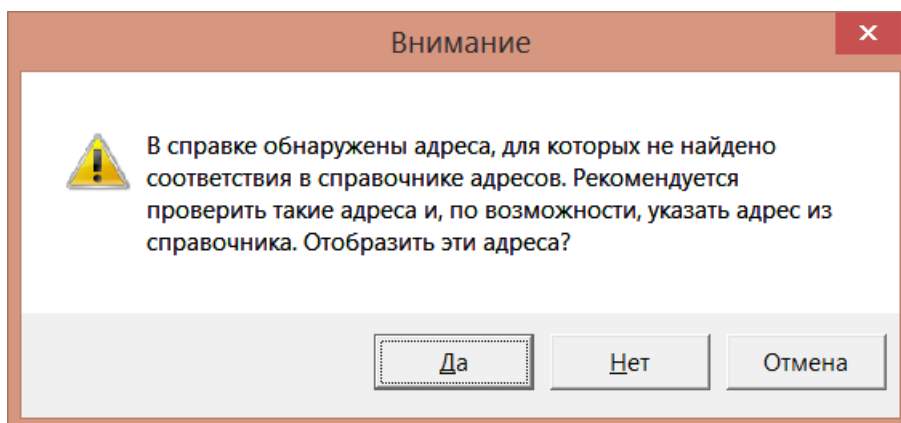 Внимание
В справке обнаружены адреса, для которых не найдено
соответствия в справочнике адресов. Рекомендуется
проверить такие адреса и, по возможности, указать адрес из
справочника. Отобразить эти адреса?
Да Нет Отмена